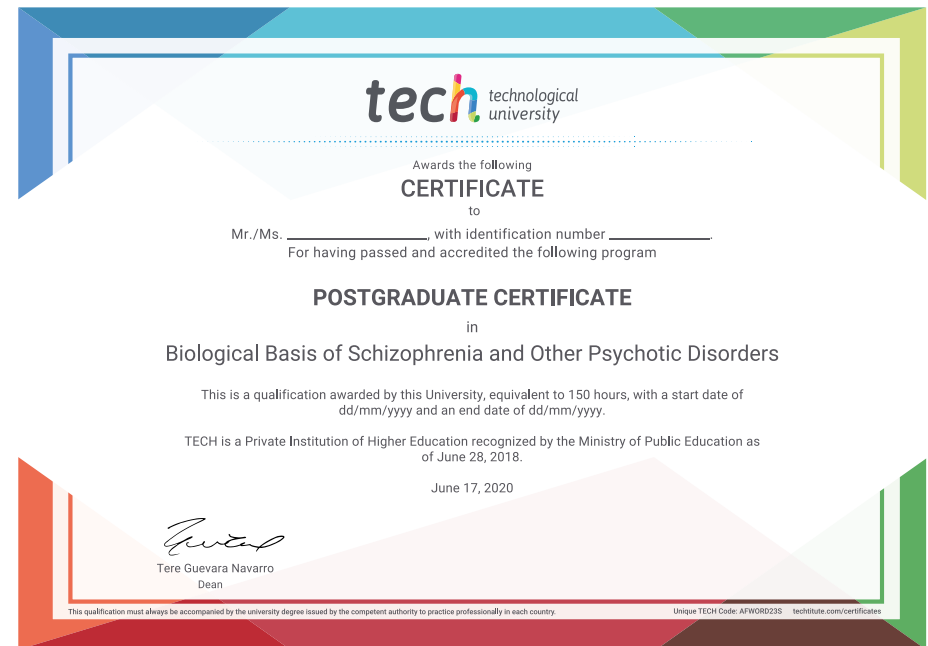 tech technological
university
Awards the following
CERTIFICATE
to
Mr./Ms. ____________________, with identification number ______________.
For having passed and accredited the following program
POSTGRADUATE CERTIFICATE
in
Biological Basis of Schizophrenia and Other Psychotic Disorders
This is a qualification awarded by this University, equivalent to 150 hours, with a start date of
dd/mm/yyyy and an end date of dd/mm/yyyy.
TECH is a Private Institution of Higher Education recognized by the Ministry of Public Education as
of June 28, 2018.
June 17, 2020
Tere Guevara Navarro
Dean
This qualification must always be accompanied by the university degree issued by the competent authority to practice professionally in each country. Unique TECH Code: AFWORD23S techtitute.com/certificates